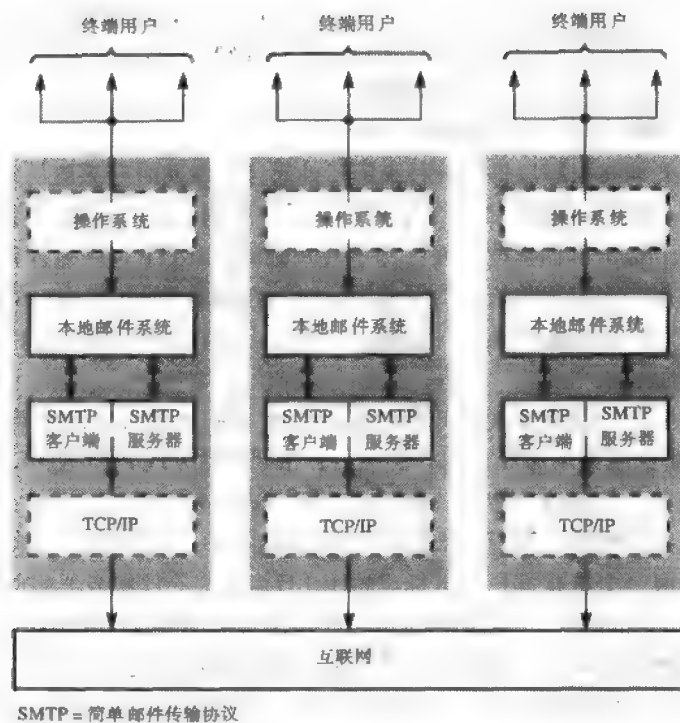 终端用户 终端用户 终端用户
操作系统 操作系统 操作系统
本地邮件系统 本地邮件系统 本地邮件系统
SMTP SMTP SMTP SMTP SMTP SMTP
客户端 服务器 客户端 服务器 客户端 服务器
TCP/IP TCP/IP TCP/IP
互联网
SMTP = 简单邮件传输协议